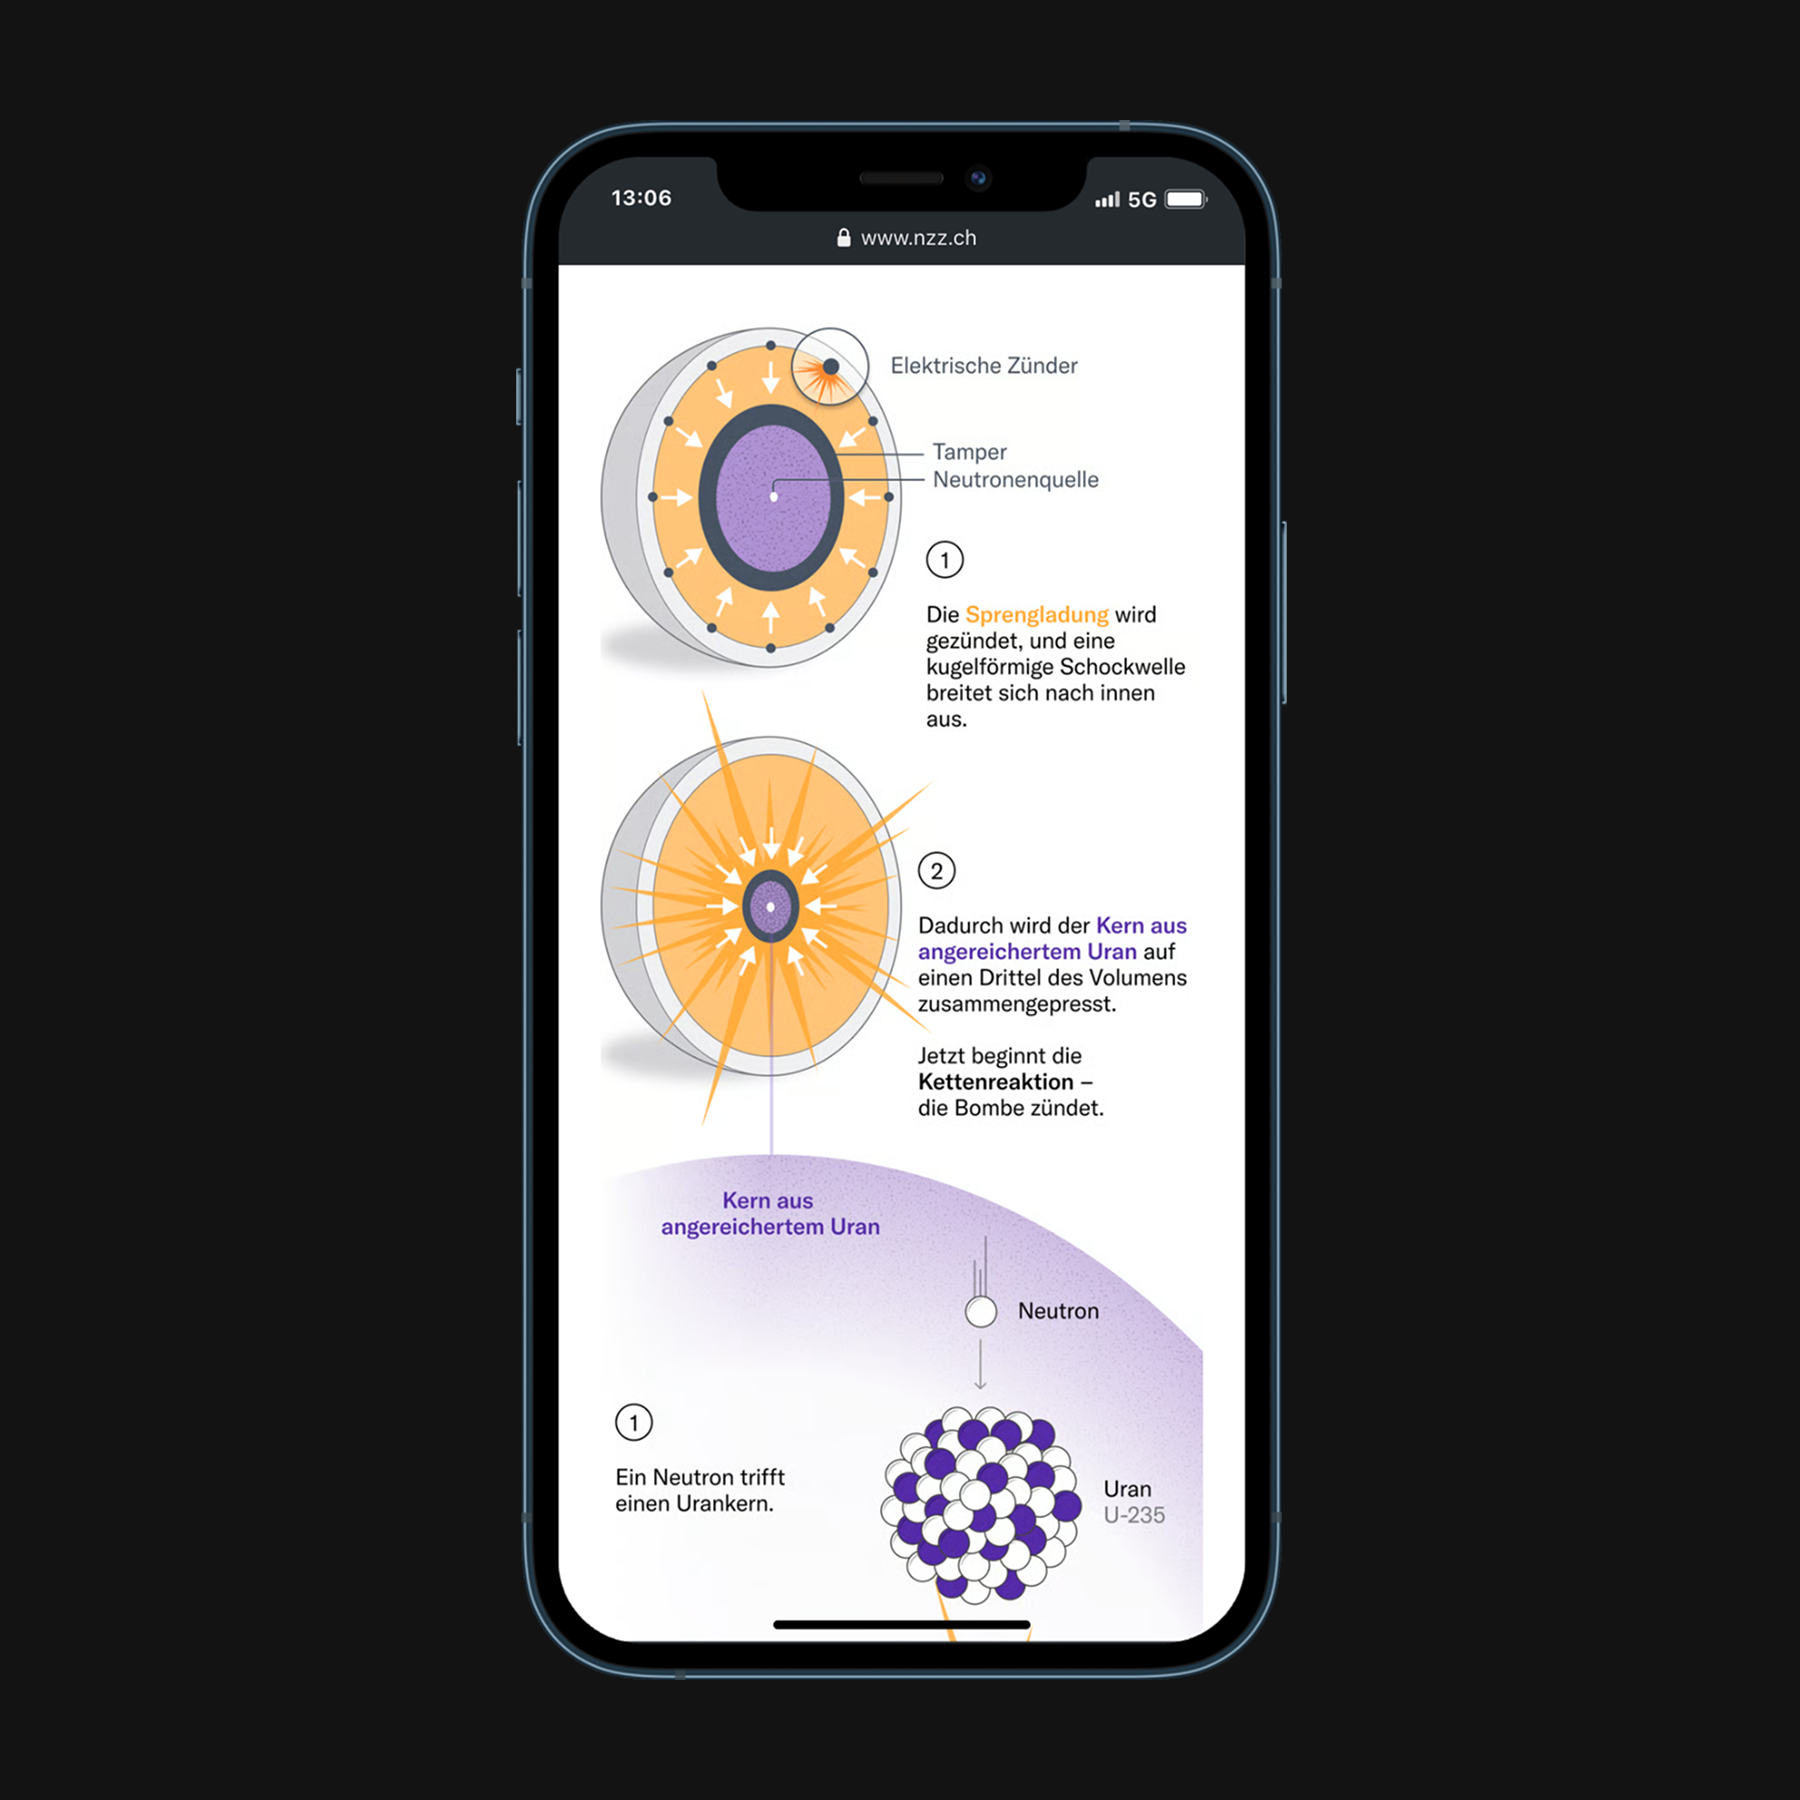 13:06
5G
www.nzz.ch
Elektrische Zünder
Tamper
Neutronenquelle
1
Die Sprengladung wird
gezündet, und eine
kugelförmige Schockwelle
breitet sich nach innen
aus.
2
Dadurch wird der Kern aus
angereichertem Uran auf
einen Drittel des Volumens
zusammengepresst.
Jetzt beginnt die
Kettenreaktion –
die Bombe zündet.
Kern aus
angereichertem Uran
Neutron
1
Ein Neutron trifft
einen Urankern.
Uran
U-235